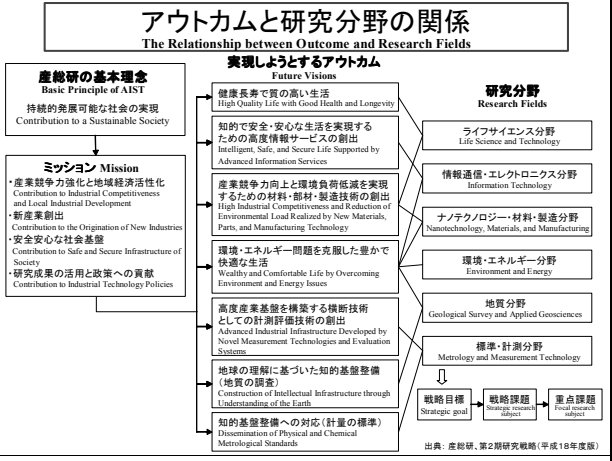 アウトカムと研究分野の関係
The Relationship between Outcome and Research Fields
産総研の基本理念
Basic Principle of AIST
持続的発展可能な社会の実現
Contribution to a Sustainable Society
ミッション Mission
・産業競争力強化と地域経済活性化
Contribution to Industrial Competitiveness
and Local Industrial Development
・新産業創出
Contribution to the Origination of New Industries
・安全安心な社会基盤
Contribution to Safe and Secure Infrastructure of
Society
・研究成果の活用と政策への貢献
Contribution to Industrial Technology Policies
実現しようとするアウトカム
Future Visions
健康長寿で質の高い生活
High Quality Life with Good Health and Longevity
知的で安全・安心な生活を実現する
ための高度情報サービスの創出
Intelligent, Safe, and Secure Life Supported by
Advanced Information Services
産業競争力向上と環境負荷低減を実現
するための材料・部材・製造技術の創出
High Industrial Competitiveness and Reduction of
Environmental Load Realized by New Materials,
Parts, and Manufacturing Technology
環境・エネルギー問題を克服した豊かで
快適な生活
Wealthy and Comfortable Life by Overcoming
Environment and Energy Issues
高度産業基盤を構築する横断技術
としての計測評価技術の創出
Advanced Industrial Infrastructure Developed by
Novel Measurement Technologies and Evaluation
Systems
地球の理解に基づいた知的基盤整備
(地質の調査)
Construction of Intellectual Infrastructure through
Understanding of the Earth
知的基盤整備への対応(計量の標準)
Dissemination of Physical and Chemical
Metrological Standards
研究分野
Research Fields
ライフサイエンス分野
Life Science and Technology
情報通信・エレクトロニクス分野
Information Technology
ナノテクノロジー・材料・製造分野
Nanotechnology, Materials, and Manufacturing
環境・エネルギー分野
Environment and Energy
地質分野
Geological Survey and Applied Geosciences
標準・計測分野
Metrology and Measurement Technology
戦略目標
Strategic goal
戦略課題
Strategic research
subject
重点課題
Focal research
subject
出典:産総研、第2期研究戦略(平成18年度版)